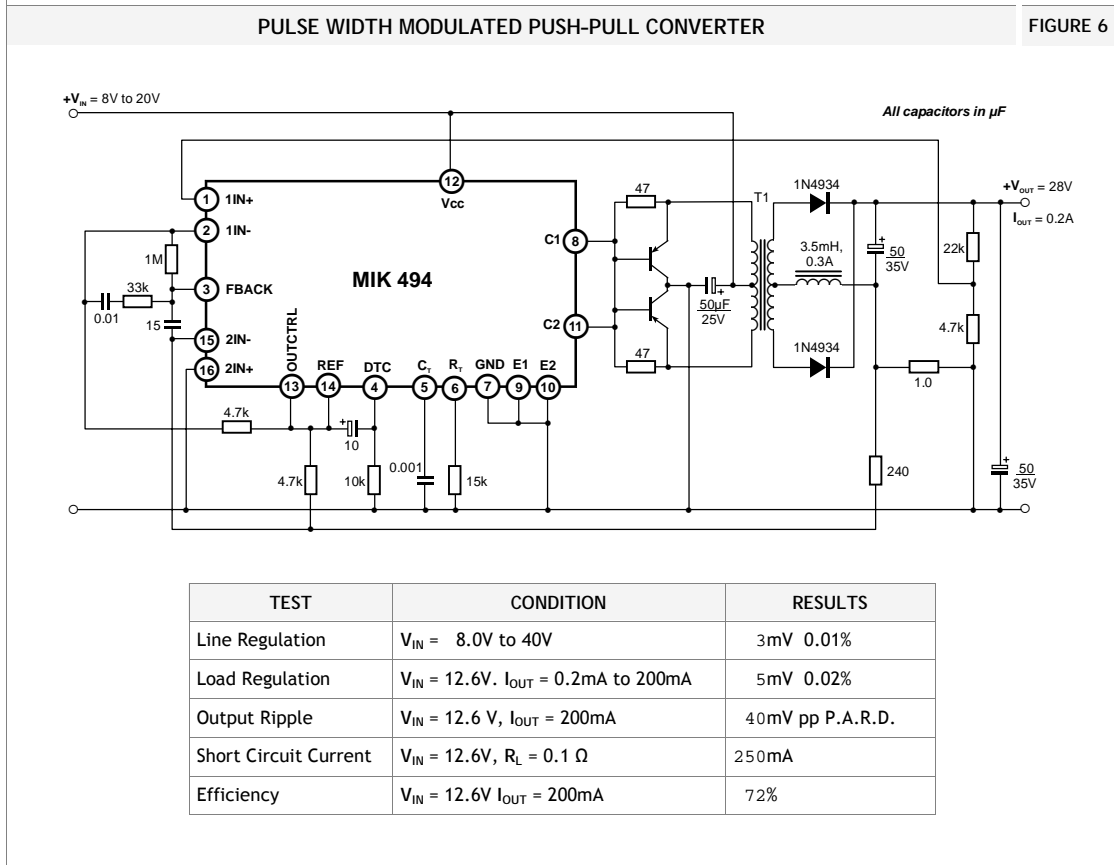 PULSE WIDTH MODULATED PUSH-PULL CONVERTER
FIGURE 6
+VIN = 8V to 20V
All capacitors in µF
12
Vcc
1 1IN+
2 1IN-
1M
3 FBACK
33k
0.01
15
15 2IN-
16 2IN+
MIK 494
C1 8
C2 11
OUTCTRL
REF
DTC
CT
RT
GND
E1
E2
13
14
4
5
6
7
9
10
47
47
50µF
25V
T1
1N4934
1N4934
3.5mH,
0.3A
+
50
35V
+VOUT = 28V
IOUT = 0.2A
22k
4.7k
1.0
240
+
50
35V
4.7k
4.7k
+
10
10k
0.001
15k
+
TEST CONDITION RESULTS
Line Regulation VIN = 8.0V to 40V 3mV 0.01%
Load Regulation VIN = 12.6V. IOUT = 0.2mA to 200mA 5mV 0.02%
Output Ripple VIN = 12.6 V, IOUT = 200mA 40mV pp P.A.R.D.
Short Circuit Current VIN = 12.6V, RL = 0.1 Ω 250mA
Efficiency VIN = 12.6V IOUT = 200mA 72%